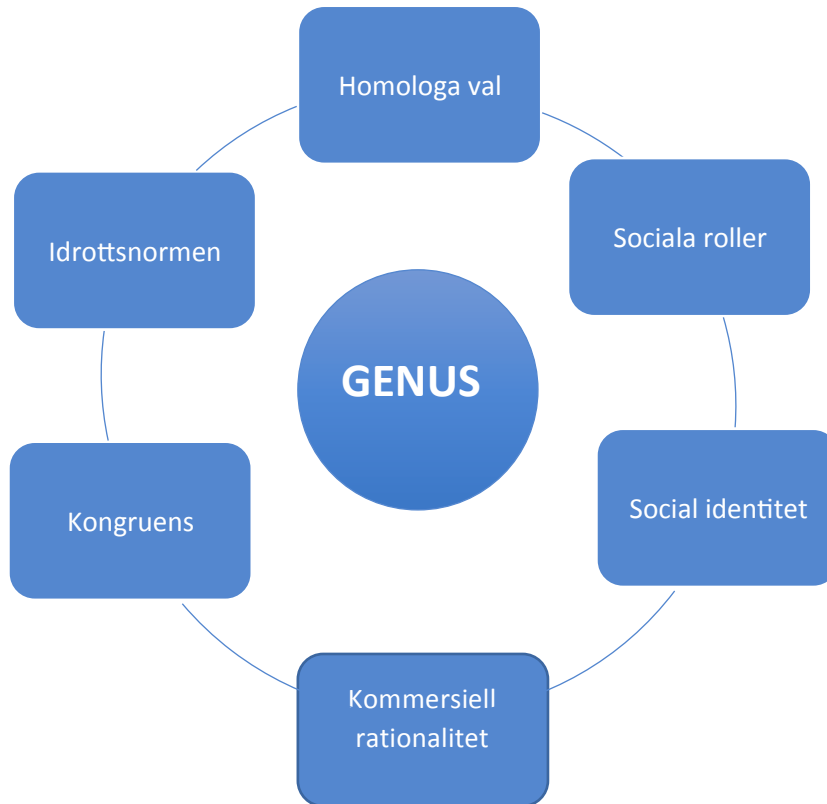 Homologa val
Sociala roller
Social identitet
Kommersiell
rationalitet
Kongruens
Idrottsnormen
GENUS